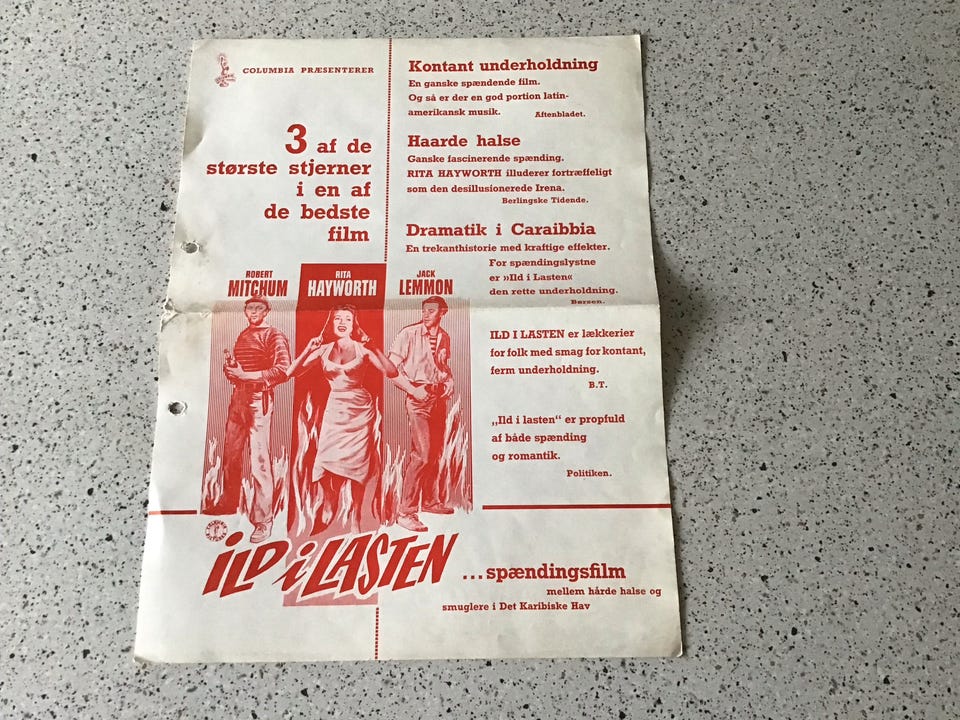 COLUMBIA PRÆSENTERER
3 af de
største stjerner
i en af
de bedste
film
ROBERT
MITCHUM
RITA
HAYWORTH
JACK
LEMMON
ILD i LASTEN
Kontant underholdning
En ganske spændende film.
Og så er der en god portion latin-
amerikansk musik.
Aftenbladet.
Haarde halse
Ganske fascinerende spænding.
RITA HAYWORTH illuderer fortræffeligt
som den desillusionerede Irena.
Berlingske Tidende.
Dramatik i Caraibbia
En trekanthistorie med kraftige effekter.
For spændingslystne
er »Ild i Lasten«
den rette underholdning.
Børsen.
ILD I LASTEN er lækkerier
for folk med smag for kontant,
ferm underholdning.
B.T.
„Ild i lasten“ er propfuld
af både spænding
og romantik.
Politiken.
...spændingsfilm
mellem hårde halse og
smuglere i Det Karibiske Hav